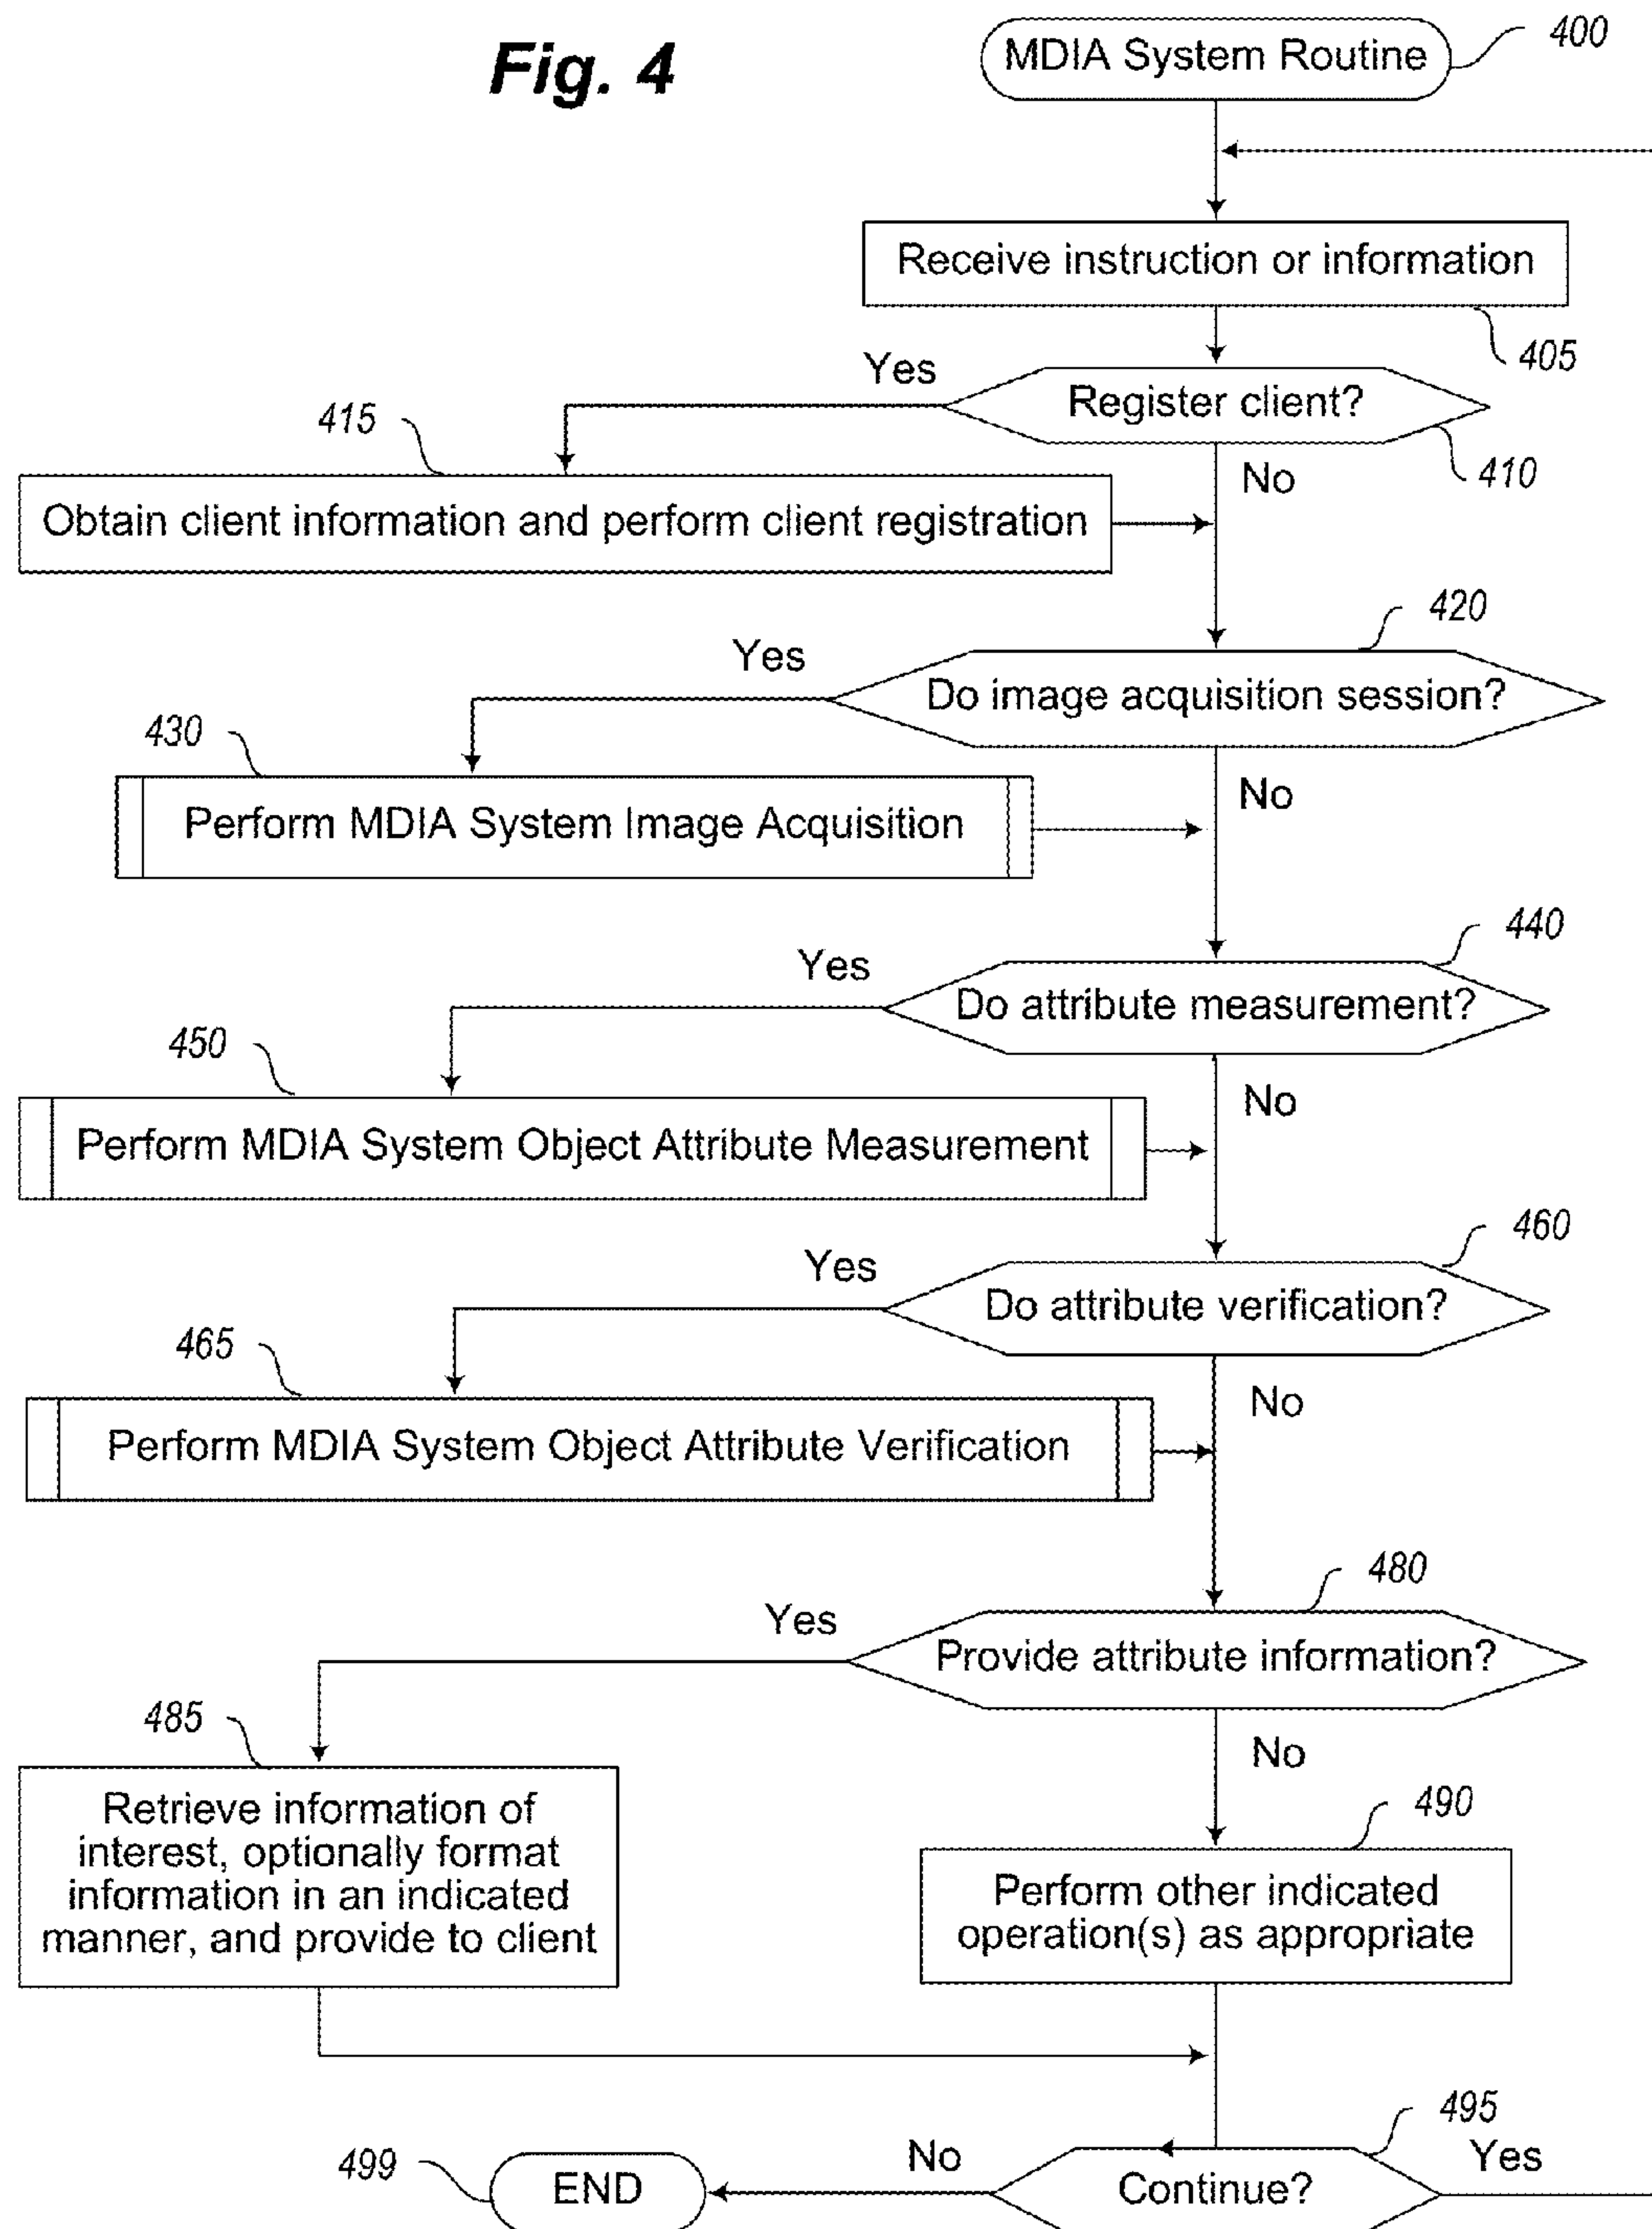 Fig. 4
MDIA System Routine
400
Receive instruction or information
405
Yes
Register client?
410
415
No
Obtain client information and perform client registration
420
Yes
Do image acquisition session?
430
No
Perform MDIA System Image Acquisition
440
Yes
Do attribute measurement?
450
No
Perform MDIA System Object Attribute Measurement
460
Yes
Do attribute verification?
465
No
Perform MDIA System Object Attribute Verification
480
Yes
Provide attribute information?
485
No
Retrieve information of
interest, optionally format
information in an indicated
manner, and provide to client
490
Perform other indicated
operation(s) as appropriate
495
499
END
No
Continue?
Yes